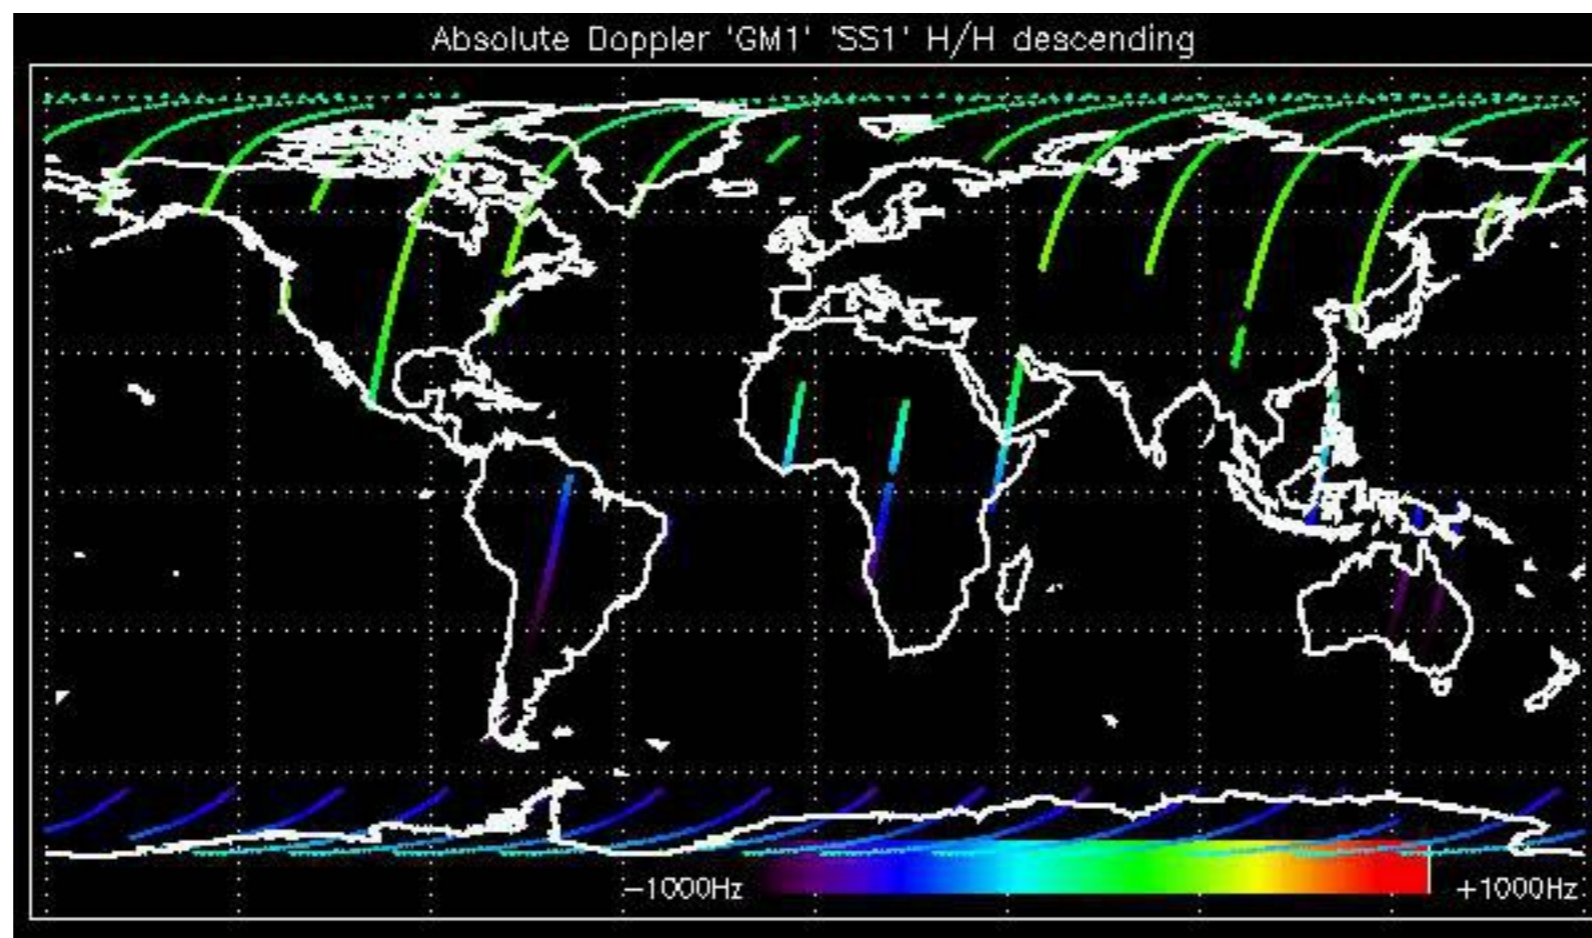 Absolute Doppler 'GM1' 'SS1' H/H descending
−1000Hz
+1000Hz